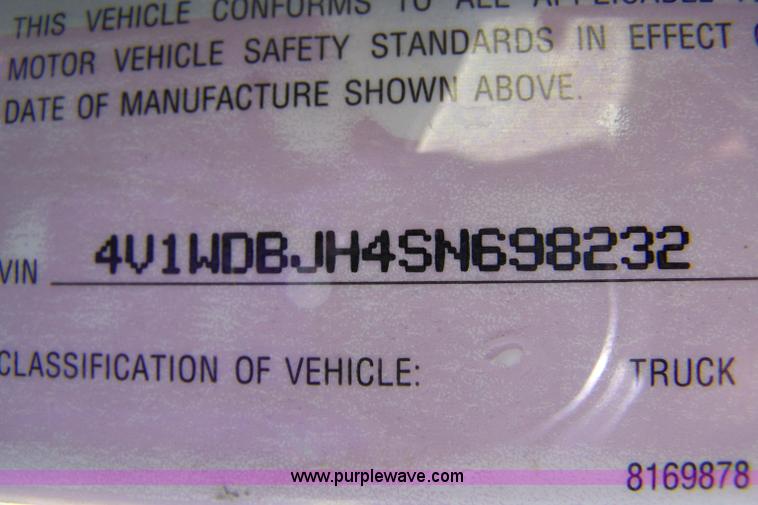 THIS VEHICLE CONFORMS TO ALL APPLICABLE
MOTOR VEHICLE SAFETY STANDARDS IN EFFECT
DATE OF MANUFACTURE SHOWN ABOVE.
VIN 4V1WDBJH4SN698232
CLASSIFICATION OF VEHICLE: TRUCK
www.purplewave.com
8169878